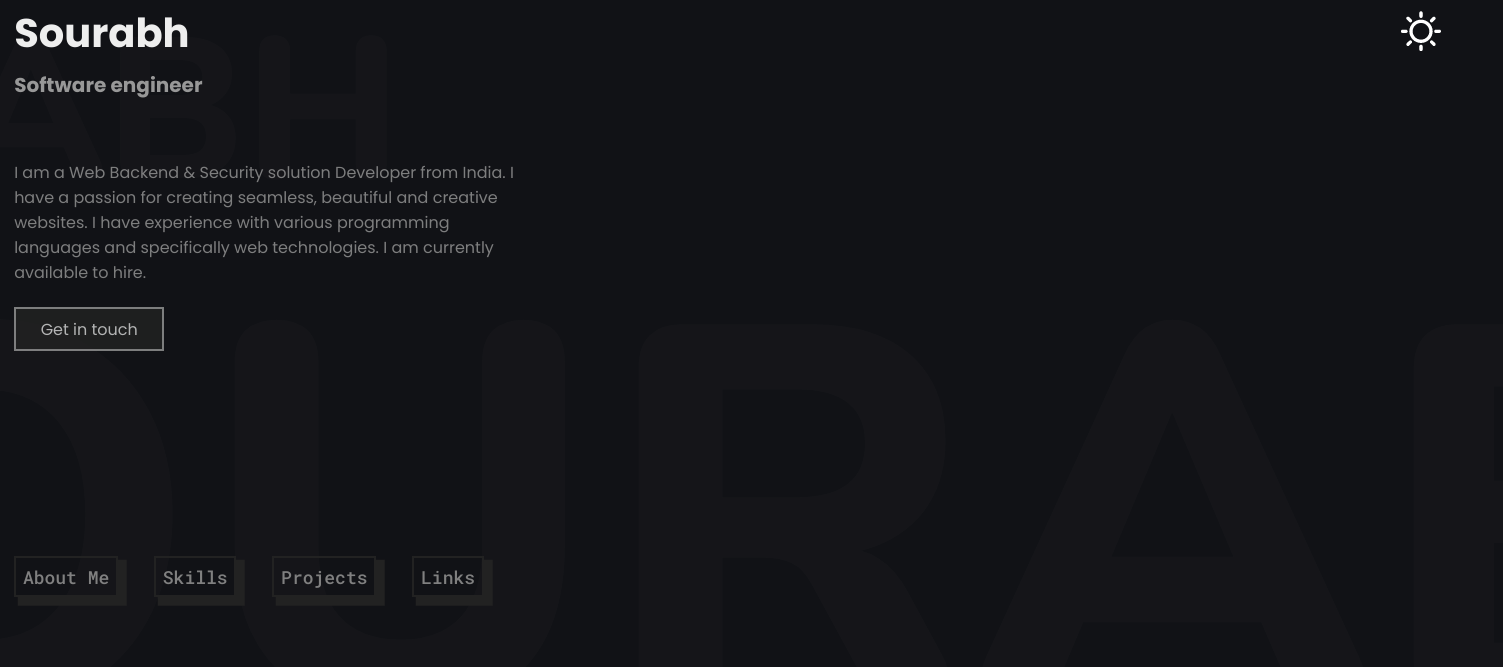 Sourabh
Software engineer
I am a Web Backend & Security solution Developer from India. I
have a passion for creating seamless, beautiful and creative
websites. I have experience with various programming
languages and specifically web technologies. I am currently
available to hire.
Get in touch
About Me
Skills
Projects
Links
ABH
OURAB